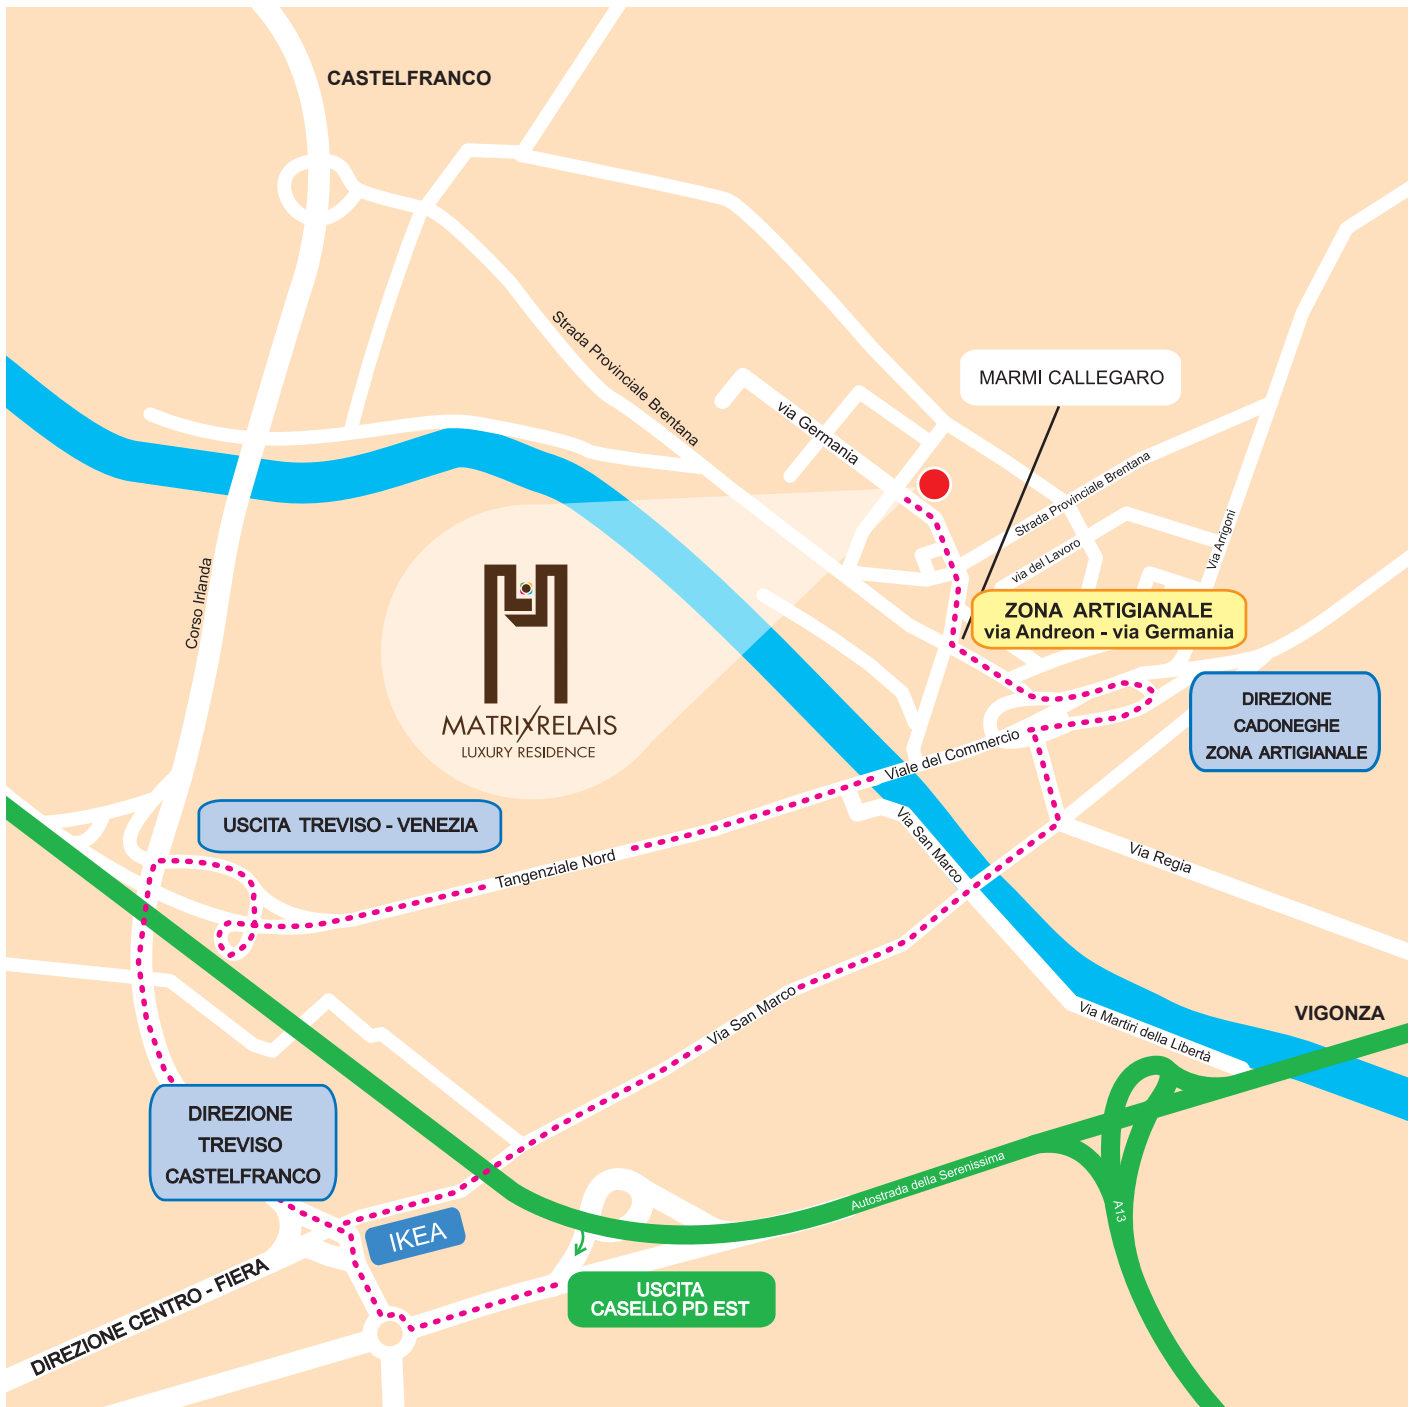 CASTELFRANCO
Strada Provinciale Brentana
MARMI CALLEGARO
via Germania
Strada Provinciale Brentana
Via Arrigoni
via del Lavoro
Corso Irlanda
ZONA ARTIGIANALE
via Andreon - via Germania
MATRIXRELAIS
LUXURY RESIDENCE
DIREZIONE
CADONEGHE
ZONA ARTIGIANALE
Viale del Commercio
USCITA TREVISO - VENEZIA
Via San Marco
Tangenziale Nord
Via Regia
Via San Marco
VIGONZA
Via Martiri della Libertà
DIREZIONE
TREVISO
CASTELFRANCO
Autostrada della Serenissima
A13
IKEA
DIREZIONE CENTRO - FIERA
USCITA
CASELLO PD EST